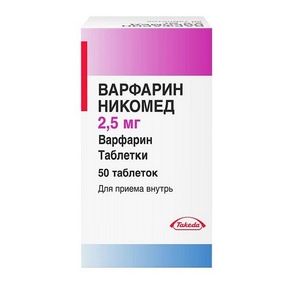 ВАРФАРИН
НИКОМЕД
2,5 мг
Варфарин
Таблетки
50 таблеток
Для приема внутрь
Takeda